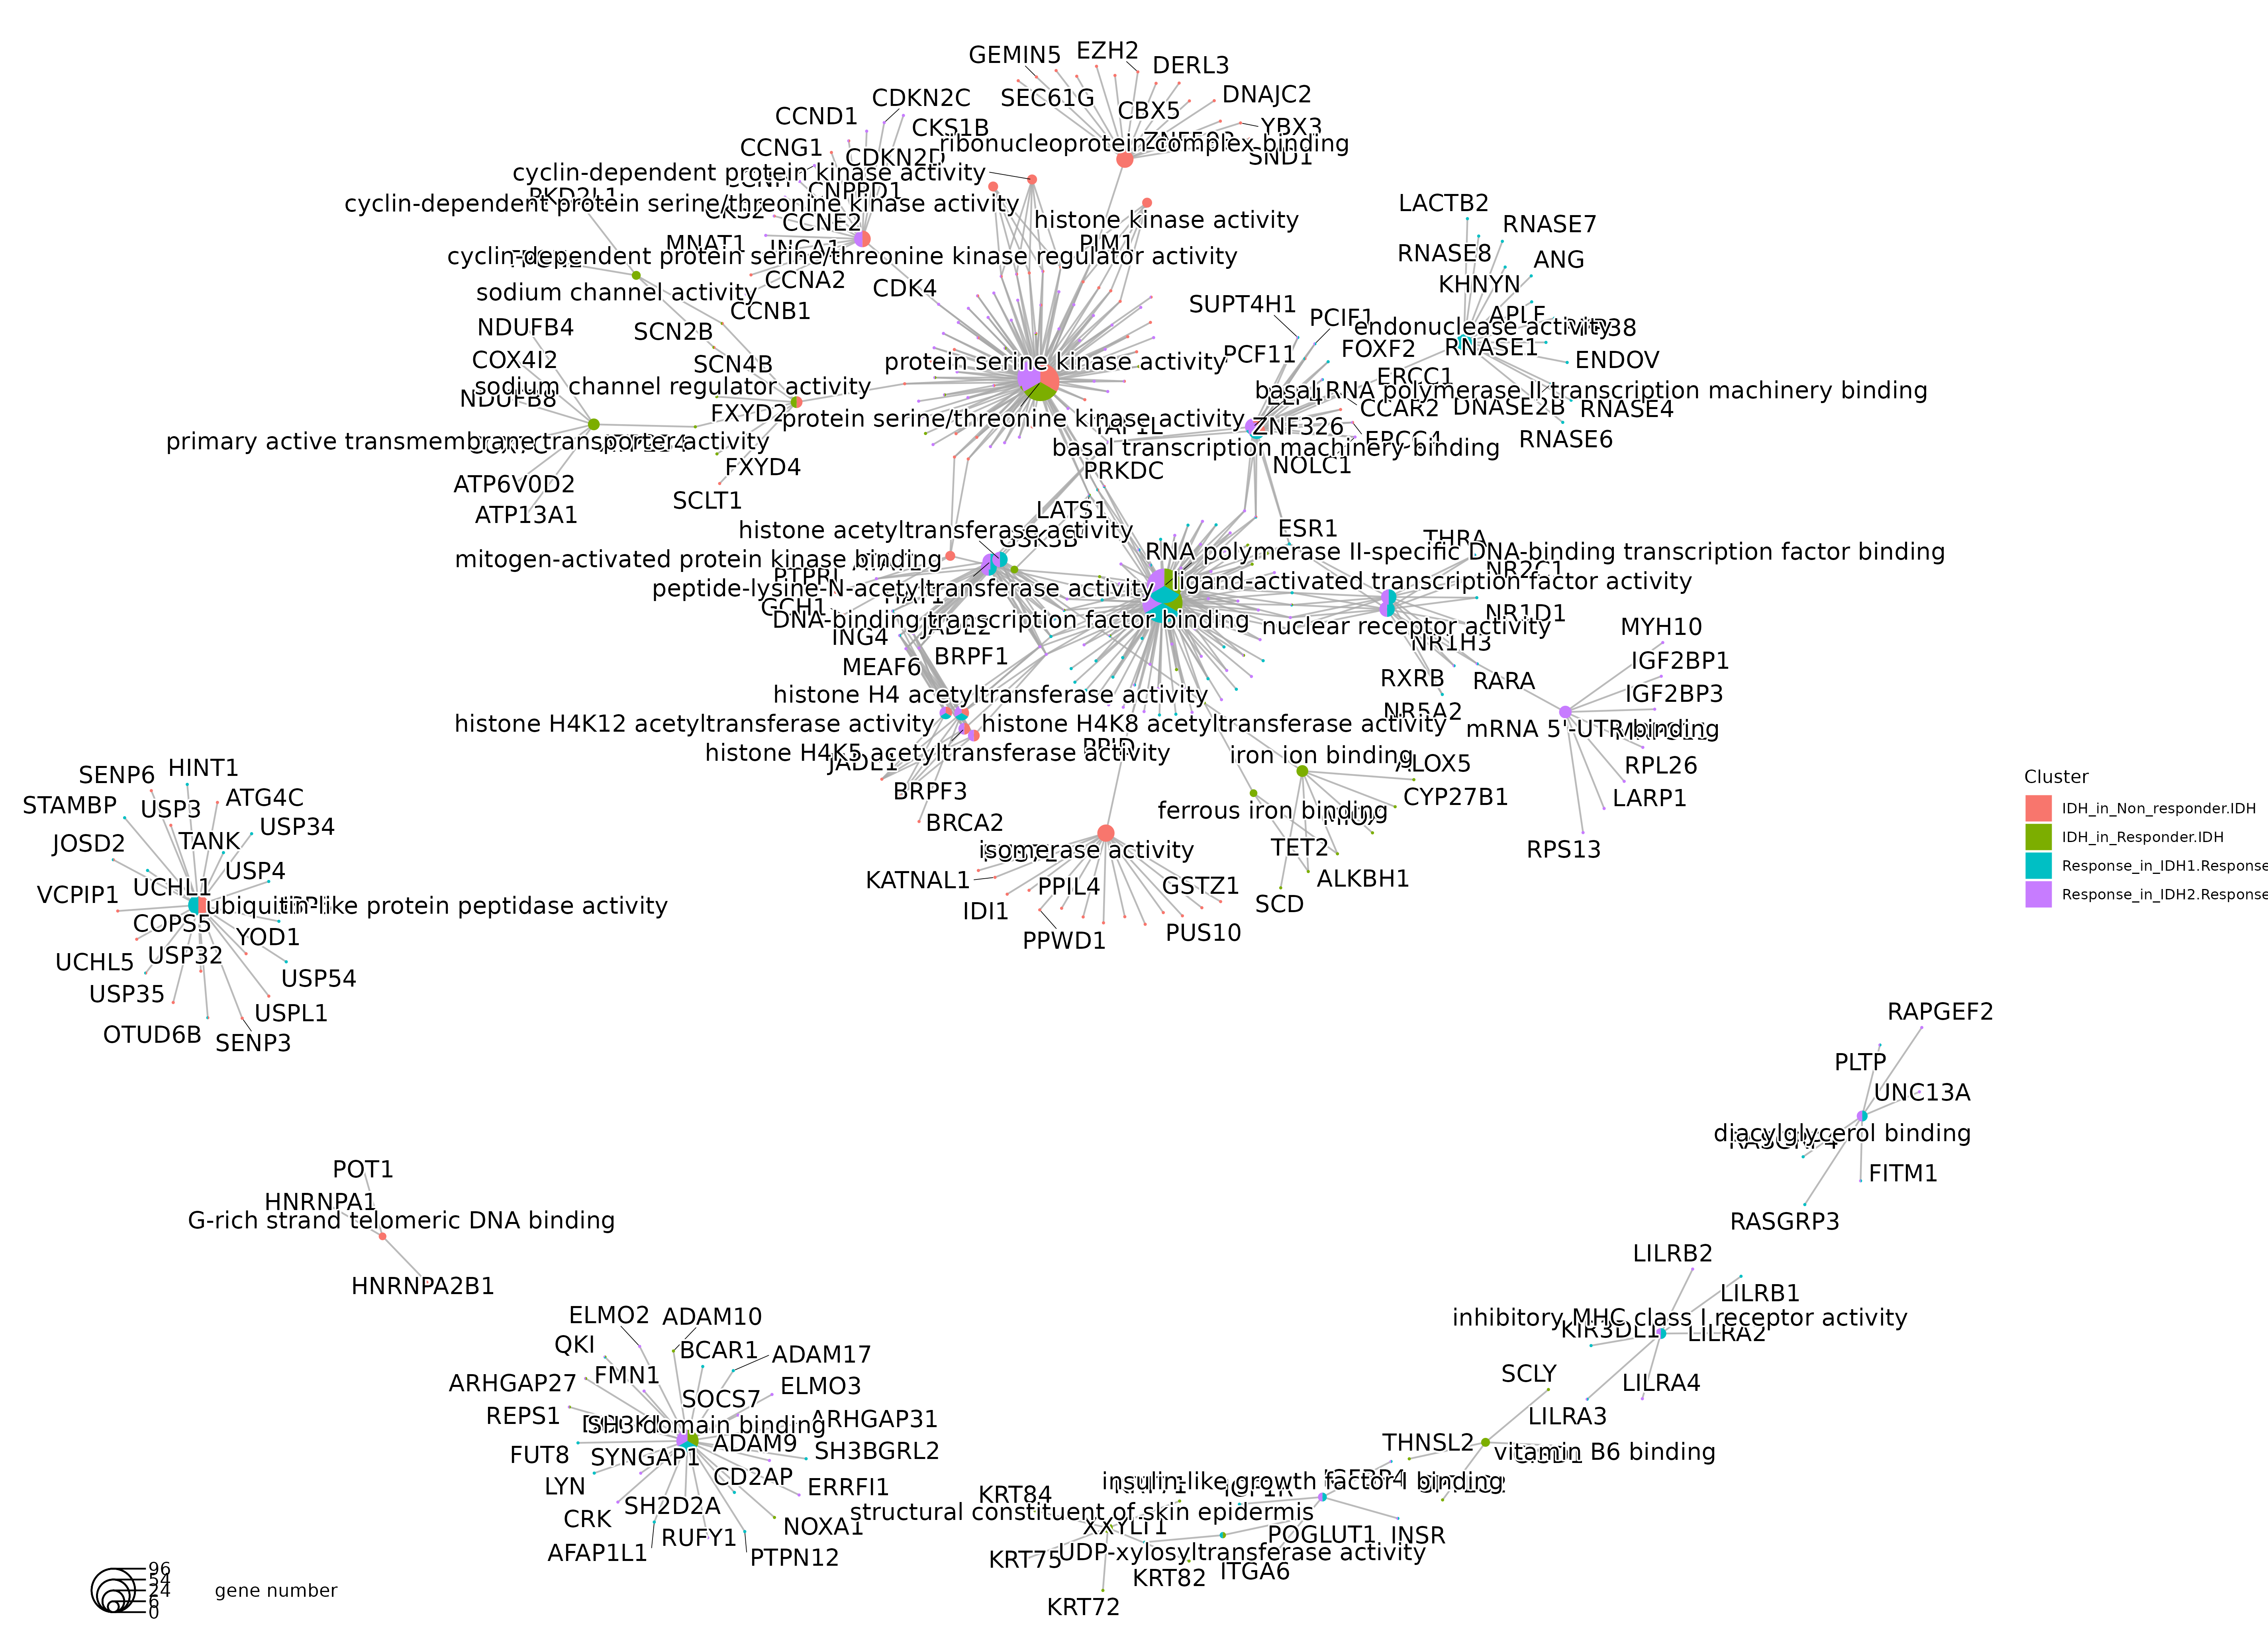 GEMIN5
EZH2
DERL3
SEC61G
CBX5
DNAJC2
YBX3
SND1
ribonucleoprotein complex binding
CDKN2C
CCND1
CKS1B
CCNG1
CDKN2D
cyclin-dependent protein kinase activity
CNPPD1
PKD2L1
cyclin-dependent protein serine/threonine kinase activity
CKS2
CCNE2
MNAT1
INCA1
histone kinase activity
PIM1
cyclin-dependent protein serine/threonine kinase regulator activity
CCNA2
CDK4
sodium channel activity
CCNB1
NDUFB4
SCN2B
COX4I2
SCN4B
sodium channel regulator activity
NDUFB8
FXYD2
primary active transmembrane transporter activity
FXYD4
ATP6V0D2
SCLT1
ATP13A1
protein serine kinase activity
protein serine/threonine kinase activity
LACTB2
RNASE7
RNASE8
ANG
KHNYN
APLF
endonuclease activity
RNASE1
ENDOV
SUPT4H1
PCIF1
PCF11
FOXF2
ERCC1
basal RNA polymerase II transcription machinery binding
CCAR2
DNASE2B
RNASE4
ZNF326
ERCC4
RNASE6
TAF1L
basal transcription machinery binding
NOLC1
PRKDC
LATS1
GSK3B
histone acetyltransferase activity
mitogen-activated protein kinase binding
PTPRJ
peptide-lysine-N-acetyltransferase activity
GCH1
HAT1
DNA-binding transcription factor binding
ING4
JADE2
BRPF1
MEAF6
ESR1
THRA
RNA polymerase II-specific DNA-binding transcription factor binding
NR2C1
ligand-activated transcription factor activity
NR1D1
nuclear receptor activity
NR1H3
RXRB
RARA
NR5A2
MYH10
IGF2BP1
IGF2BP3
mRNA 5'-UTR binding
RPL26
LARP1
RPS13
histone H4 acetyltransferase activity
histone H4K12 acetyltransferase activity
histone H4K8 acetyltransferase activity
histone H4K5 acetyltransferase activity
PPID
JADE1
BRPF3
BRCA2
iron ion binding
ALOX5
CYP27B1
ferrous iron binding
TET2
ALKBH1
SCD
isomerase activity
KATNAL1
PPIL4
GSTZ1
IDI1
PPWD1
PUS10
SENP6
HINT1
STAMBP
USP3
ATG4C
JOSD2
TANK
USP34
USP4
VCPIP1
UCHL1
ubiquitin-like protein peptidase activity
COPS5
YOD1
UCHL5
USP32
USP54
USP35
USPL1
OTUD6B
SENP3
Cluster
IDH_in_Non_responder.IDH
IDH_in_Responder.IDH
Response_in_IDH1.Response
Response_in_IDH2.Response
RAPGEF2
PLTP
UNC13A
diacylglycerol binding
RASGRP4
FITM1
RASGRP3
POT1
HNRNPA1
G-rich strand telomeric DNA binding
HNRNPA2B1
LILRB2
LILRB1
inhibitory MHC class I receptor activity
KIR3DL1
LILRA2
LILRA4
LILRA3
SCLY
THNSL2
vitamin B6 binding
ELMO2
ADAM10
QKI
BCAR1
ADAM17
ARHGAP27
FMN1
ELMO3
REPS1
SOCS7
ARHGAP31
SH3 domain binding
FUT8
SYNGAP1
ADAM9
SH3BGRL2
LYN
CD2AP
ERRFI1
CRK
SH2D2A
NOXA1
AFAP1L1
RUFY1
PTPN12
insulin-like growth factor I binding
KRT84
IGF1R
structural constituent of skin epidermis
XXYLT1
POGLUT1
INSR
KRT75
UDP-xylosyltransferase activity
KRT82
ITGA6
KRT72
96
54
24
6
0
gene number